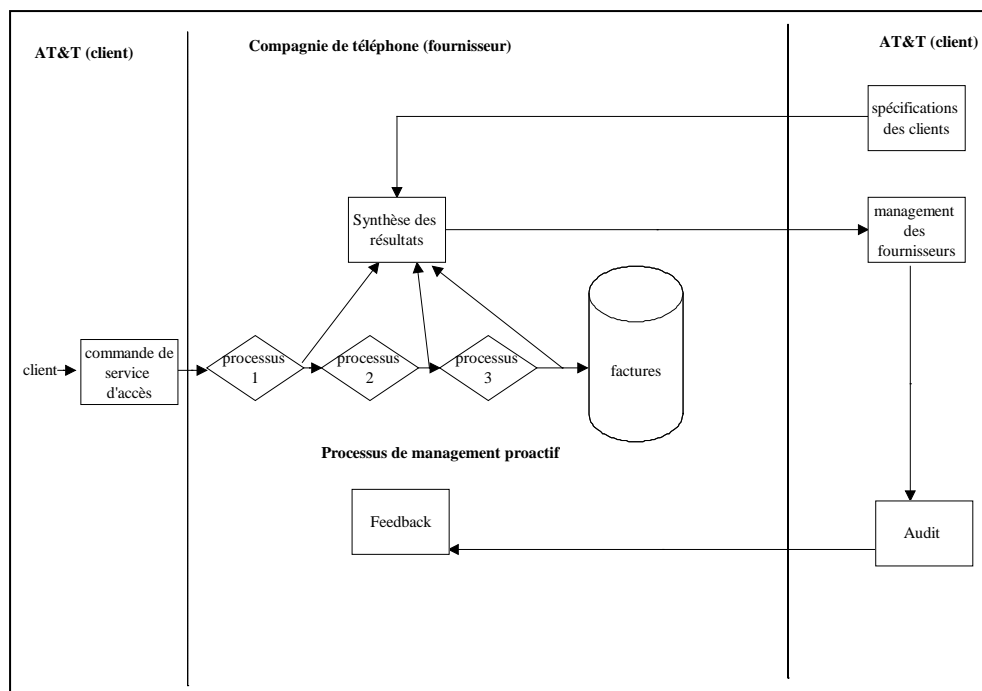 AT&T (client)
Compagnie de téléphone (fournisseur)
AT&T (client)
spécifications
des clients
Synthèse des
résultats
management
des
fournisseurs
client
commande de
service
d'accès
processus
1
processus
2
processus
3
factures
Processus de management proactif
Feedback
Audit